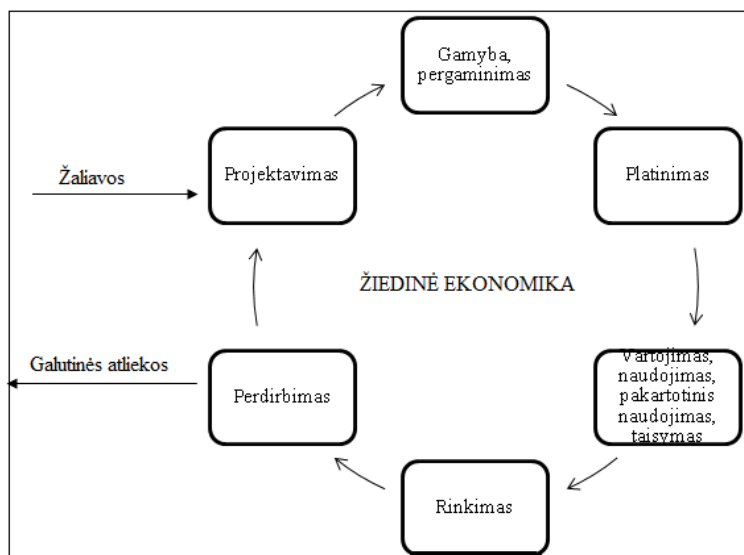 Gamyba,
pergaminimas
Žaliavos
Projektavimas
Platinimas
ŽIEDINĖ EKONOMIKA
Galutinės atliekos
Perdirbimas
Vartojimas,
naudojimas,
pakartotinis
naudojimas,
taisymas
Rinkimas